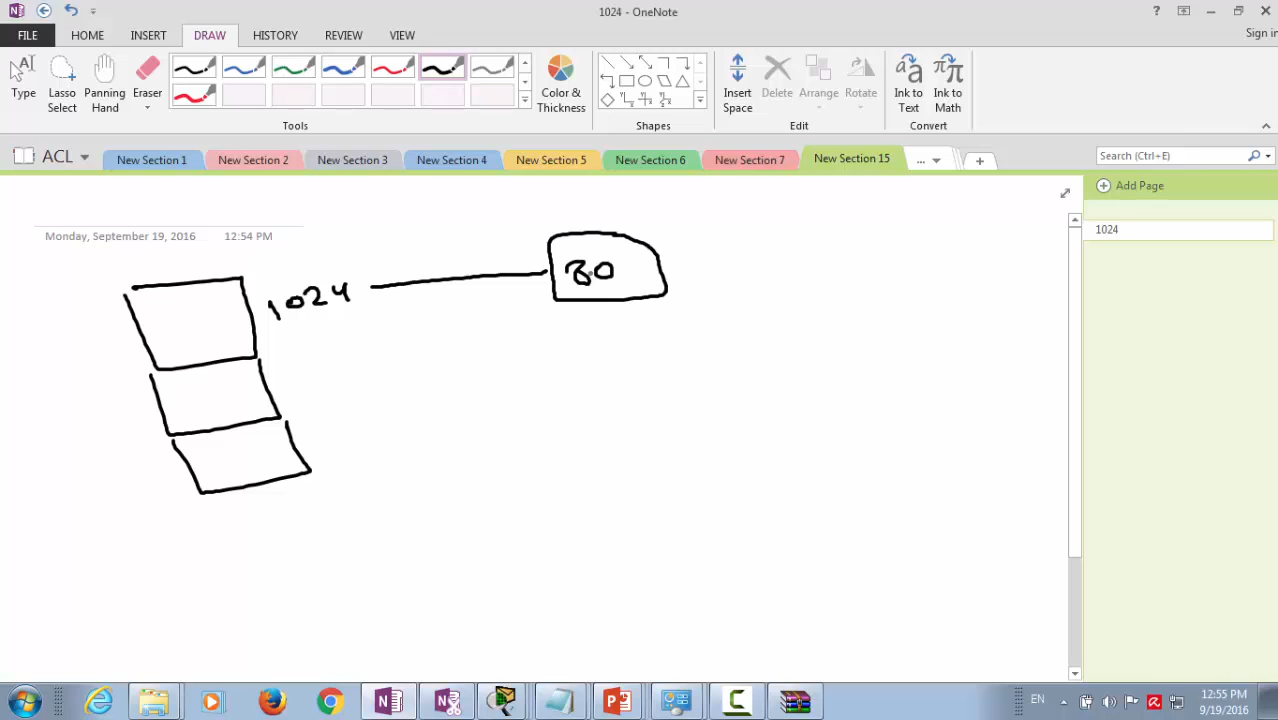 1024 - OneNote
? Sign in
FILE HOME INSERT DRAW HISTORY REVIEW VIEW
Type
Lasso Select
Panning Hand
Eraser
Color & Thickness
Insert Space
Delete
Arrange
Rotate
Ink to Text
Ink to Math
Tools Shapes Edit Convert
ACL New Section 1 New Section 2 New Section 3 New Section 4 New Section 5 New Section 6 New Section 7 New Section 15 ... +
Search (Ctrl+E)
Add Page
1024
Monday, September 19, 2016 12:54 PM
1024
80
EN
12:55 PM
9/19/2016